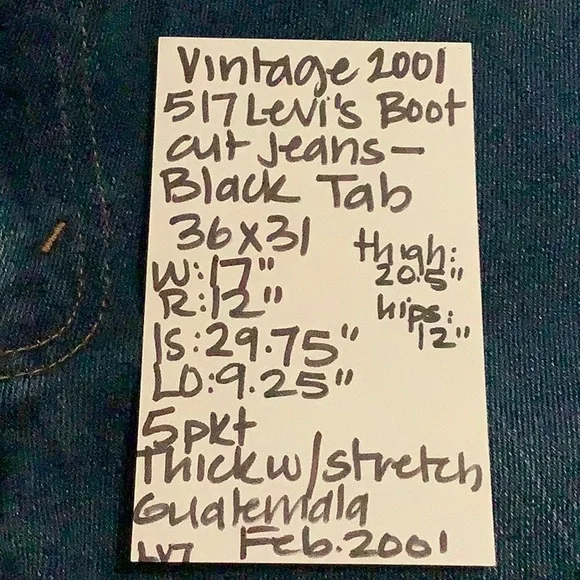 Vintage 2001
517 Levi's Boot
cut Jeans-
Black Tab
36x31
W:17"
R:12"
IS:29.75"
LO:9.25"
thigh:
20.5"
hips:
12"
5pkt
Thick w/stretch
Guatemala
Feb.2001
LV7